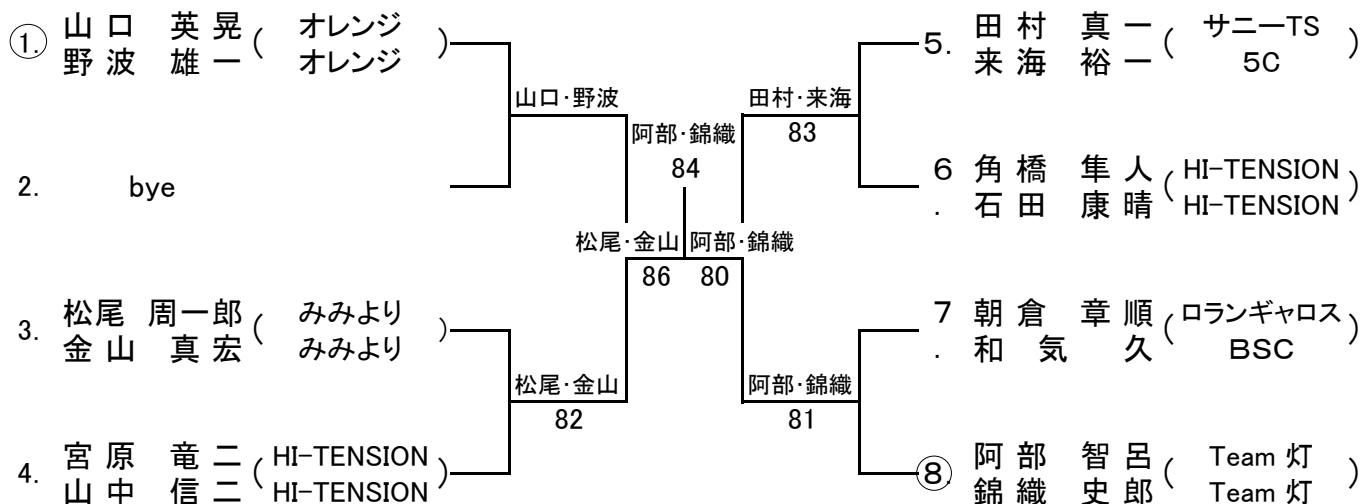 ①. 山口 英晃 ( オレンジ )
野波 雄一 オレンジ
2. bye
3. 松尾 周一郎 ( みみより )
金山 真宏 みみより
4. 宮原 竜二 ( HI-TENSION )
山中 信二 HI-TENSION
山口・野波
松尾・金山
82
松尾・金山
86
阿部・錦織
84
阿部・錦織
80
田村・来海
83
阿部・錦織
81
5. 田村 真一 ( サニーTS )
来海 裕一 5C
6. 角橋 隼人 ( HI-TENSION )
石田 康晴 HI-TENSION
7. 朝倉 章順 ( ロランギャロス )
和気 久 BSC
⑧. 阿部 智呂 ( Team 灯 )
錦織 史郎 Team 灯